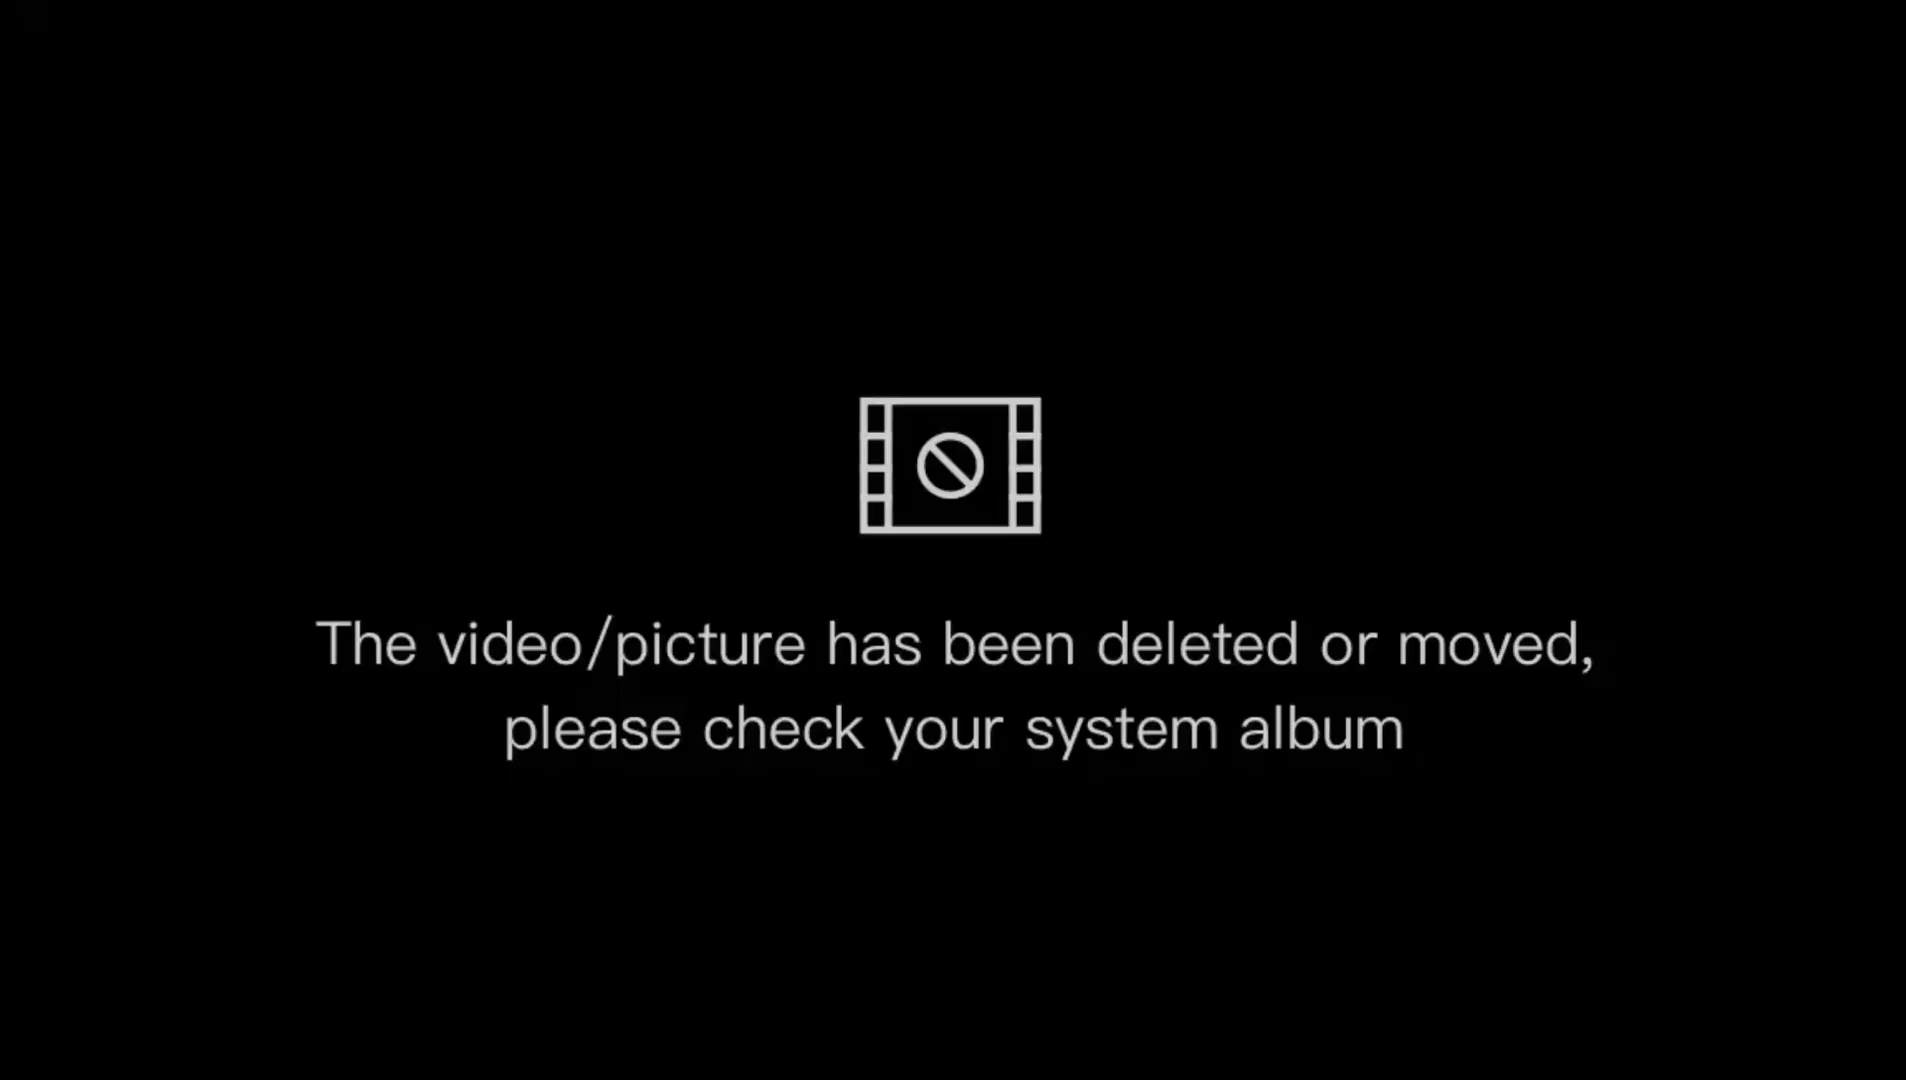 The video/picture has been deleted or moved,
please check your system album